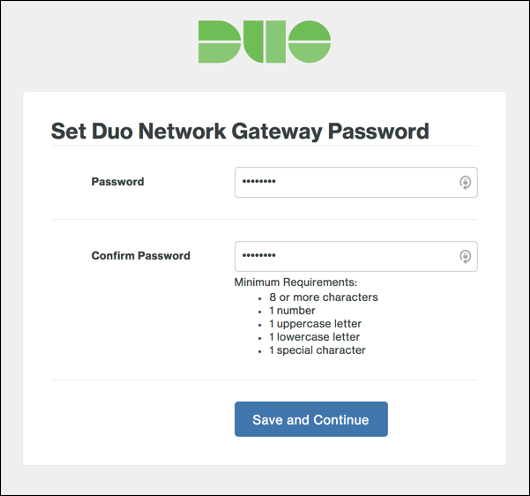 DUO
Set Duo Network Gateway Password
Password
••••••••
Confirm Password
••••••••
Minimum Requirements:
• 8 or more characters
• 1 number
• 1 uppercase letter
• 1 lowercase letter
• 1 special character
Save and Continue